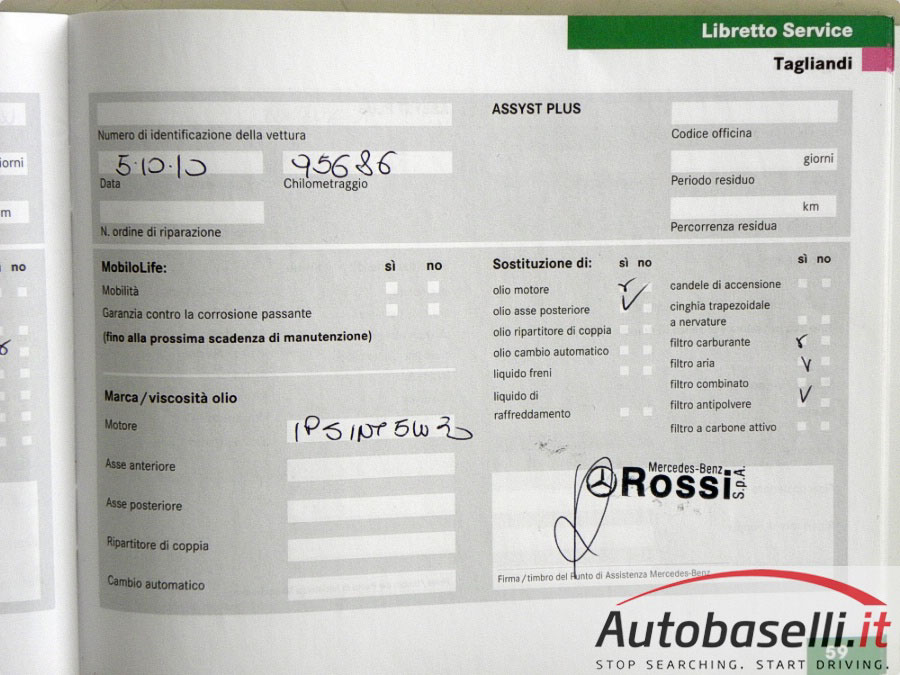 Libretto Service
Tagliandi
Numero di identificazione della vettura
ASSYST PLUS
Codice officina
5.10.10
Data
95686
Chilometraggio
giorni
Periodo residuo
N. ordine di riparazione
km
Percorrenza residua
iorni
m
no
MobiloLife:
sì no
Mobilità
Garanzia contro la corrosione passante
(fino alla prossima scadenza di manutenzione)
Marca/viscosità olio
Motore
Asse anteriore
Asse posteriore
Ripartitore di coppia
Cambio automatico
Sostituzione di:
sì no
olio motore
olio asse posteriore
olio ripartitore di coppia
olio cambio automatico
liquido freni
liquido di
raffreddamento
sì no
candele di accensione
cinghia trapezoidale
a nervature
filtro carburante
filtro aria
filtro combinato
filtro antipolvere
filtro a carbone attivo
Mercedes-Benz
Rossi S.p.A.
Firma/timbro del Punto di Assistenza Mercedes-Benz
Autobaselli.it
59
STOP SEARCHING. START DRIVING.